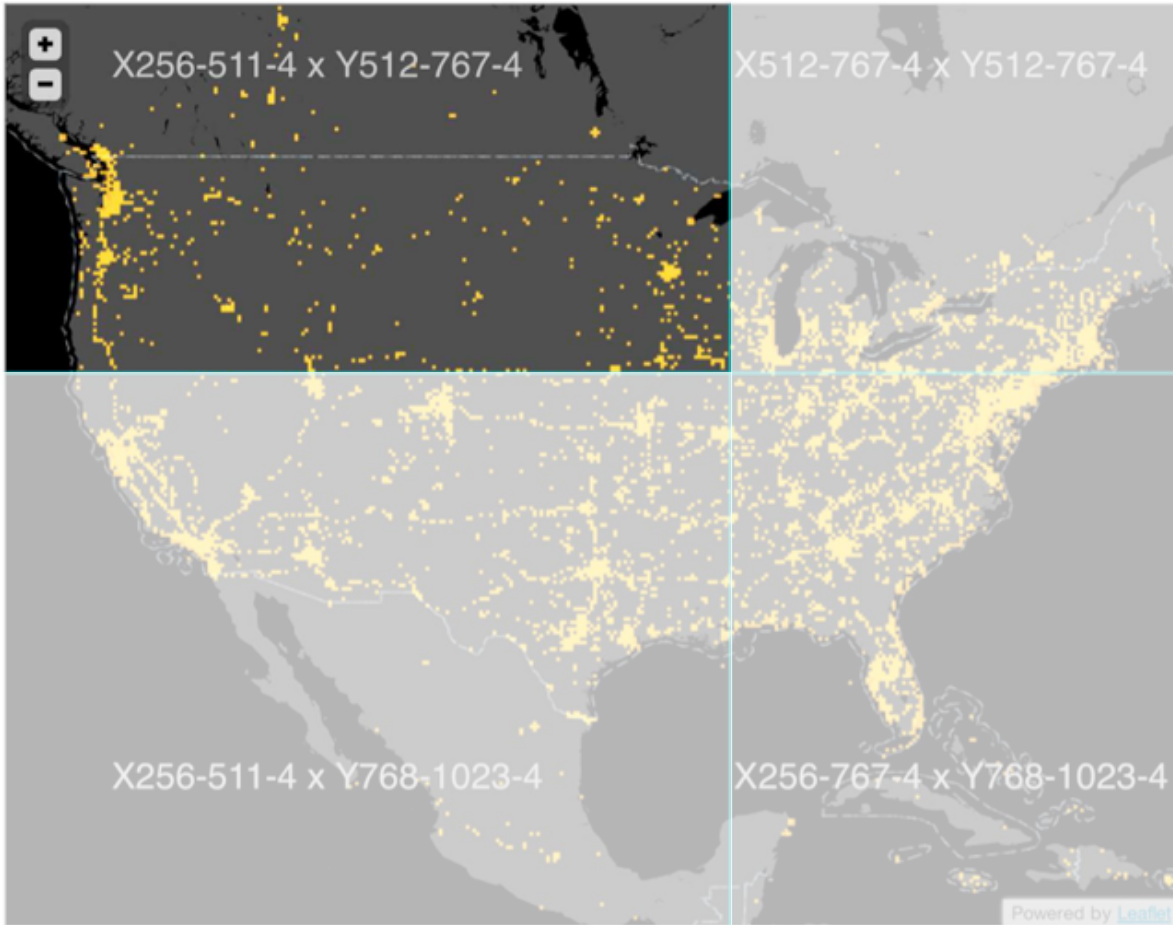 +
X256-511-4 x Y512-767-4
X512-767-4 x Y512-767-4
−
X256-511-4 x Y768-1023-4
X256-767-4 x Y768-1023-4
Powered by Leaflet